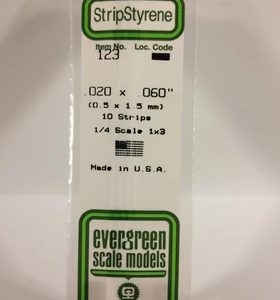 StripStyrene
Item No. Loc. Code
123
.020 x .060"
(0.5 x 1.5 mm)
10 Strips
1/4 Scale 1x3
Made in U.S.A.
evergreen
scale models